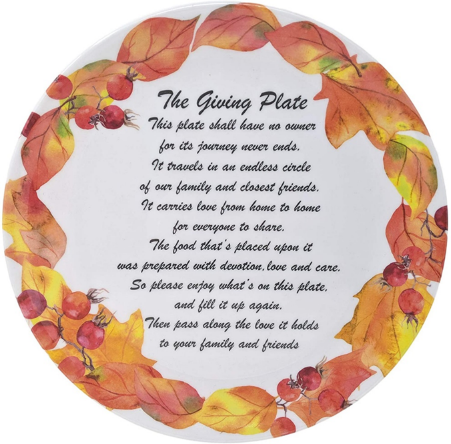 The Giving Plate
This plate shall have no owner
for its journey never ends.
It travels in an endless circle
of our family and closest friends.
It carries love from home to home
for everyone to share.
The food that's placed upon it
was prepared with devotion, love and care.
So please enjoy what's on this plate,
and fill it up again.
Then pass along the love it holds
to your family and friends